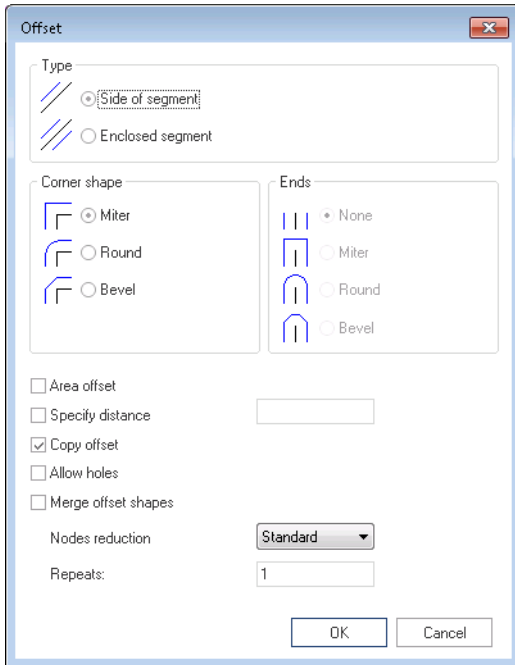 Offset
Type
Side of segment
Enclosed segment
Corner shape
Miter
Round
Bevel
Ends
None
Miter
Round
Bevel
Area offset
Specify distance
Copy offset
Allow holes
Merge offset shapes
Nodes reduction Standard
Repeats: 1
OK Cancel